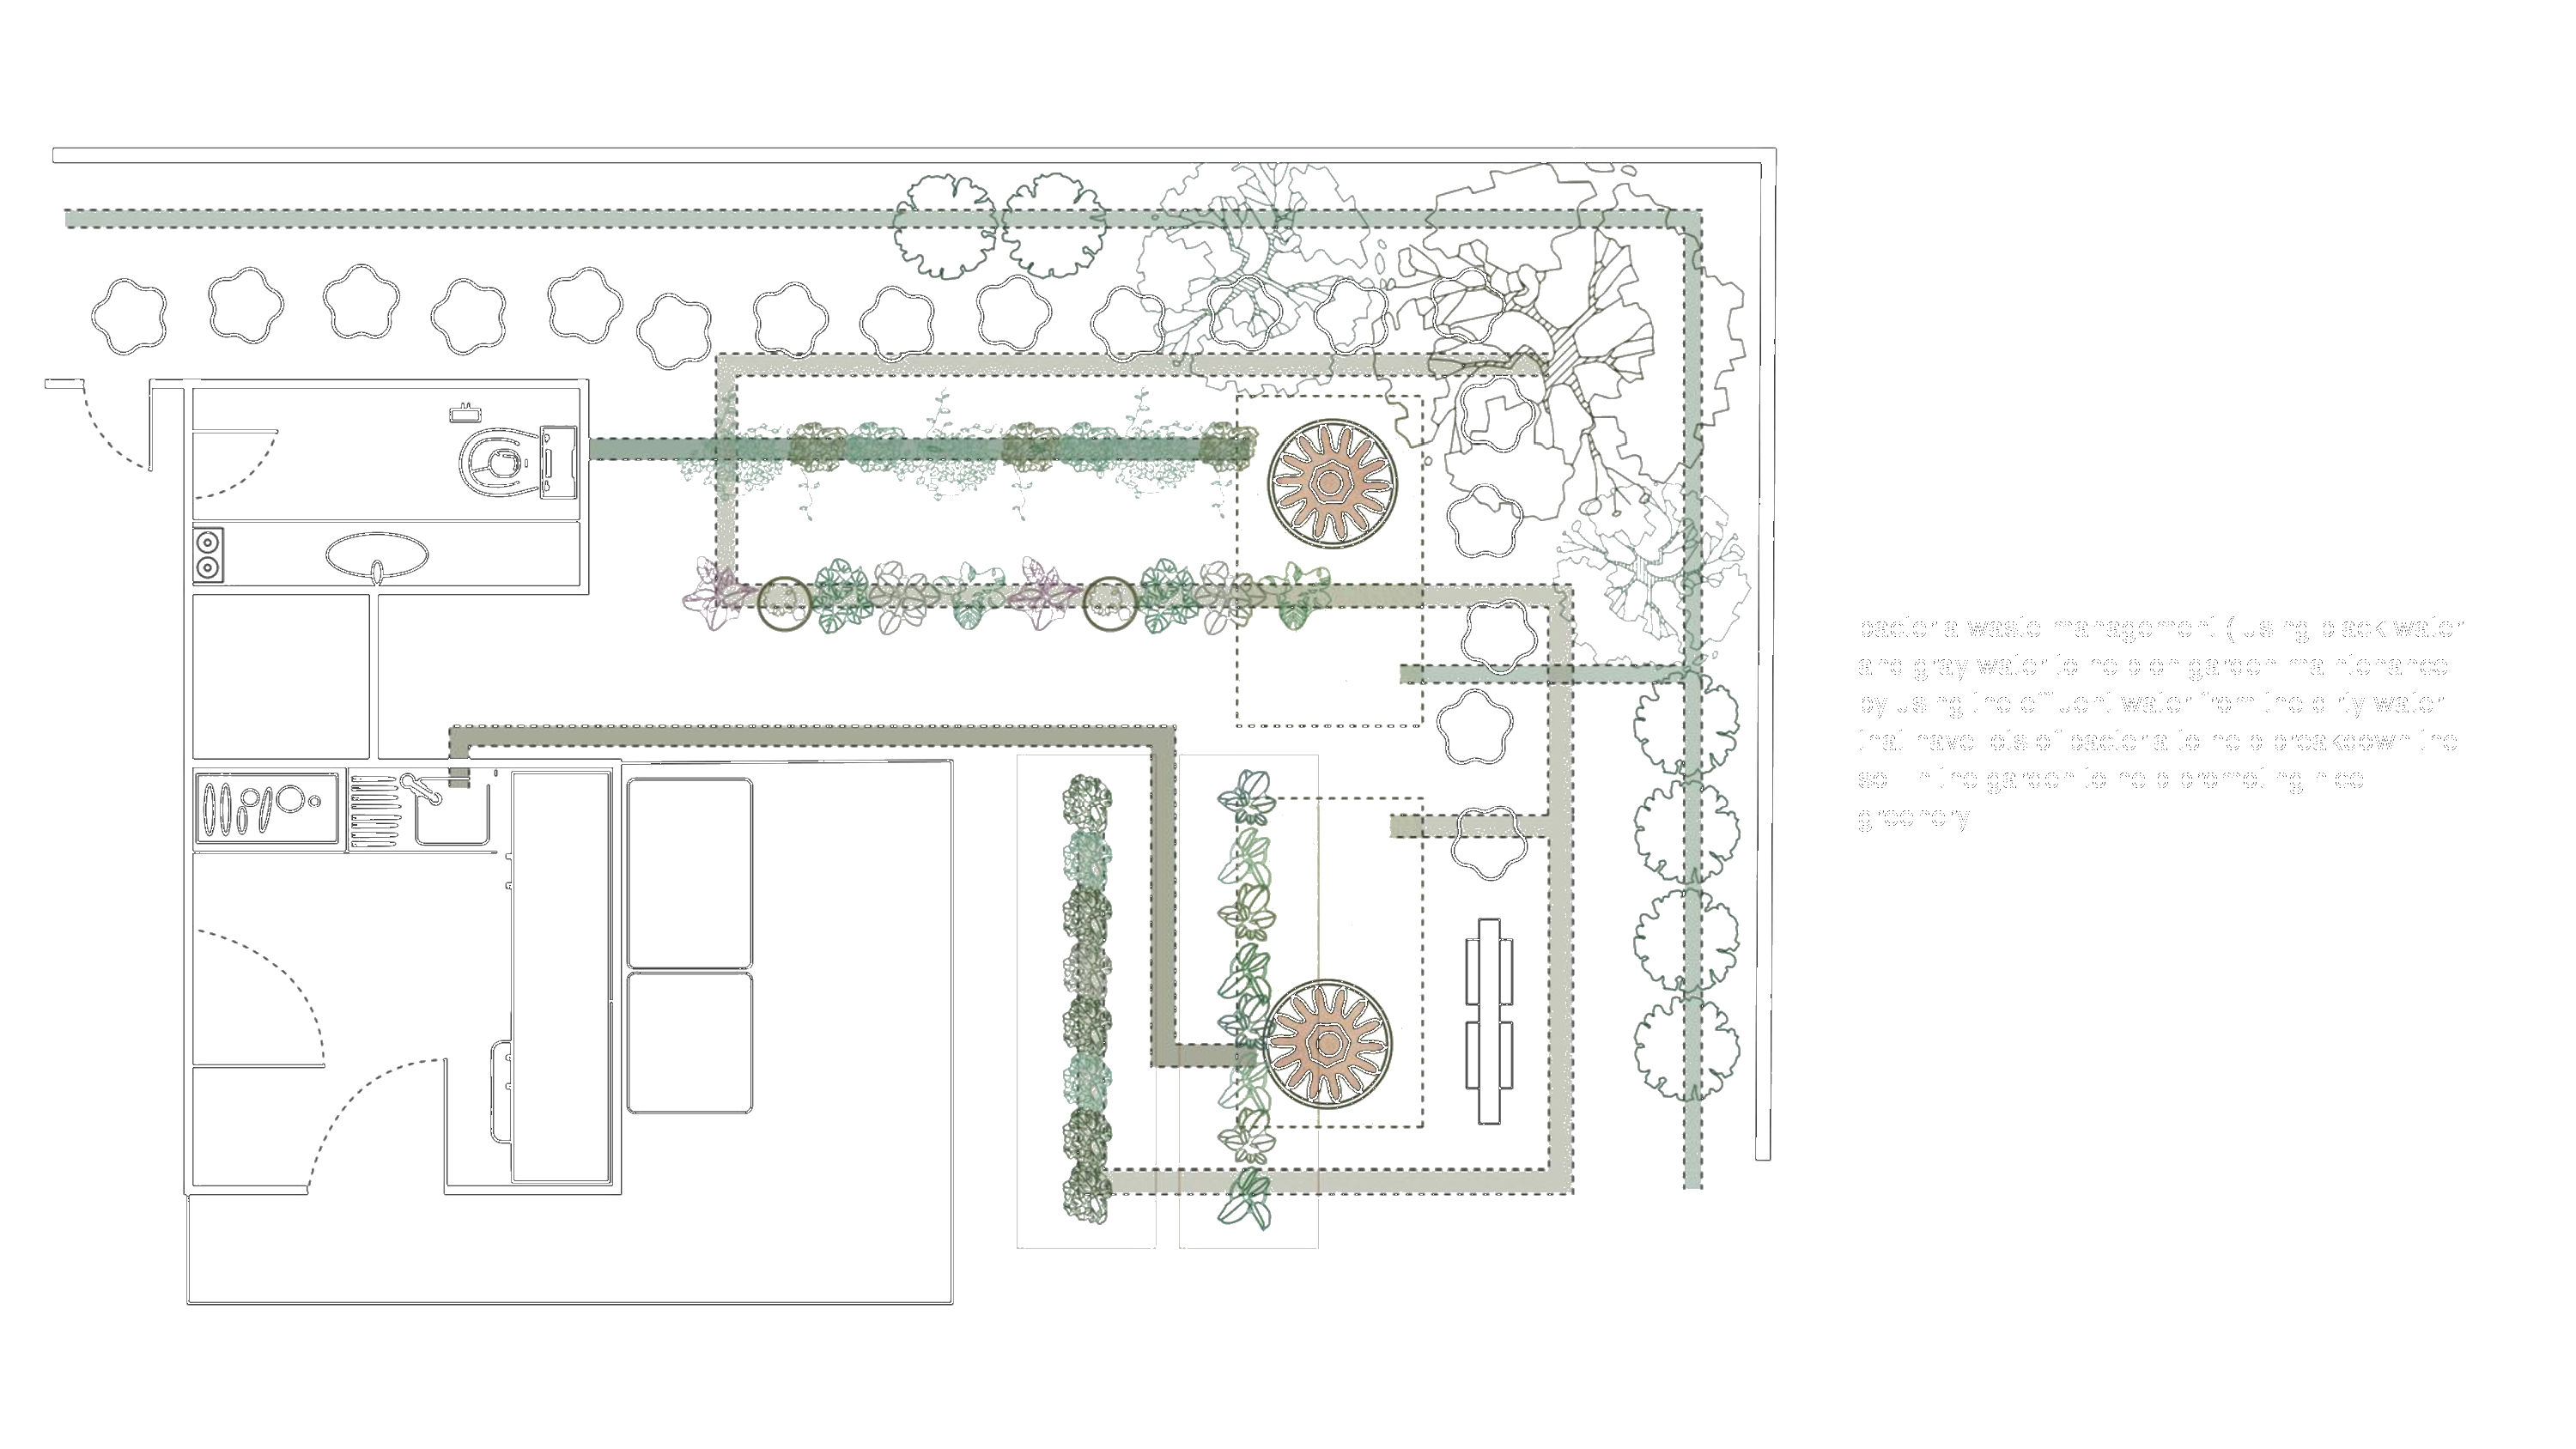 bacteria waste management ( using black water
and gray water to help on garden maintenance
by using the effluent water from the dirty water
that have lots of bacteria to help breakdown the
soil in the garden to help promoting nice
greenery